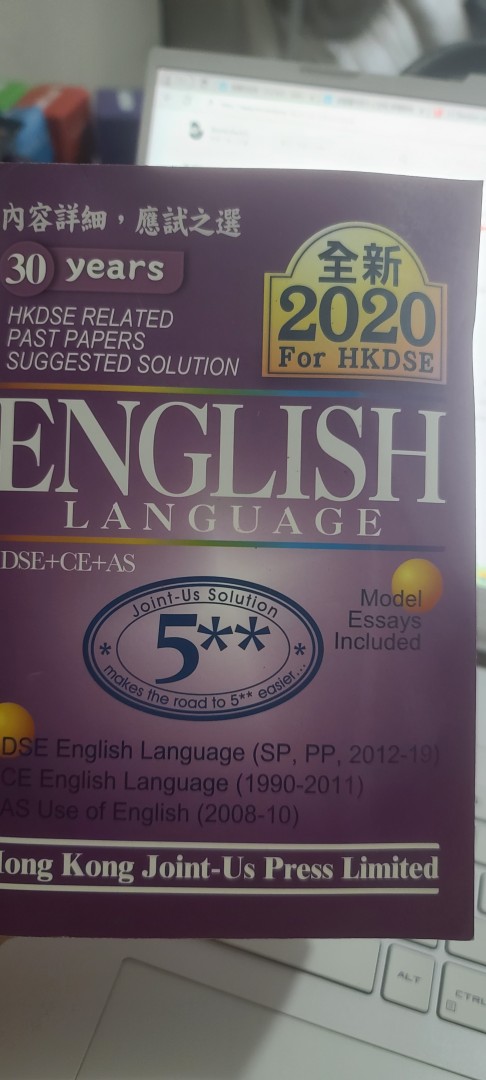 內容詳細,應試之選
30 years
HKDSE RELATED
PAST PAPERS
SUGGESTED SOLUTION
全新
2020
For HKDSE
ENGLISH
LANGUAGE
DSE+CE+AS
Joint-Us Solution
* 5** *
makes the road to 5** easier...
Model
Essays
Included
DSE English Language (SP, PP, 2012-19)
CE English Language (1990-2011)
AS Use of English (2008-10)
Hong Kong Joint-Us Press Limited
ALT
CTRL